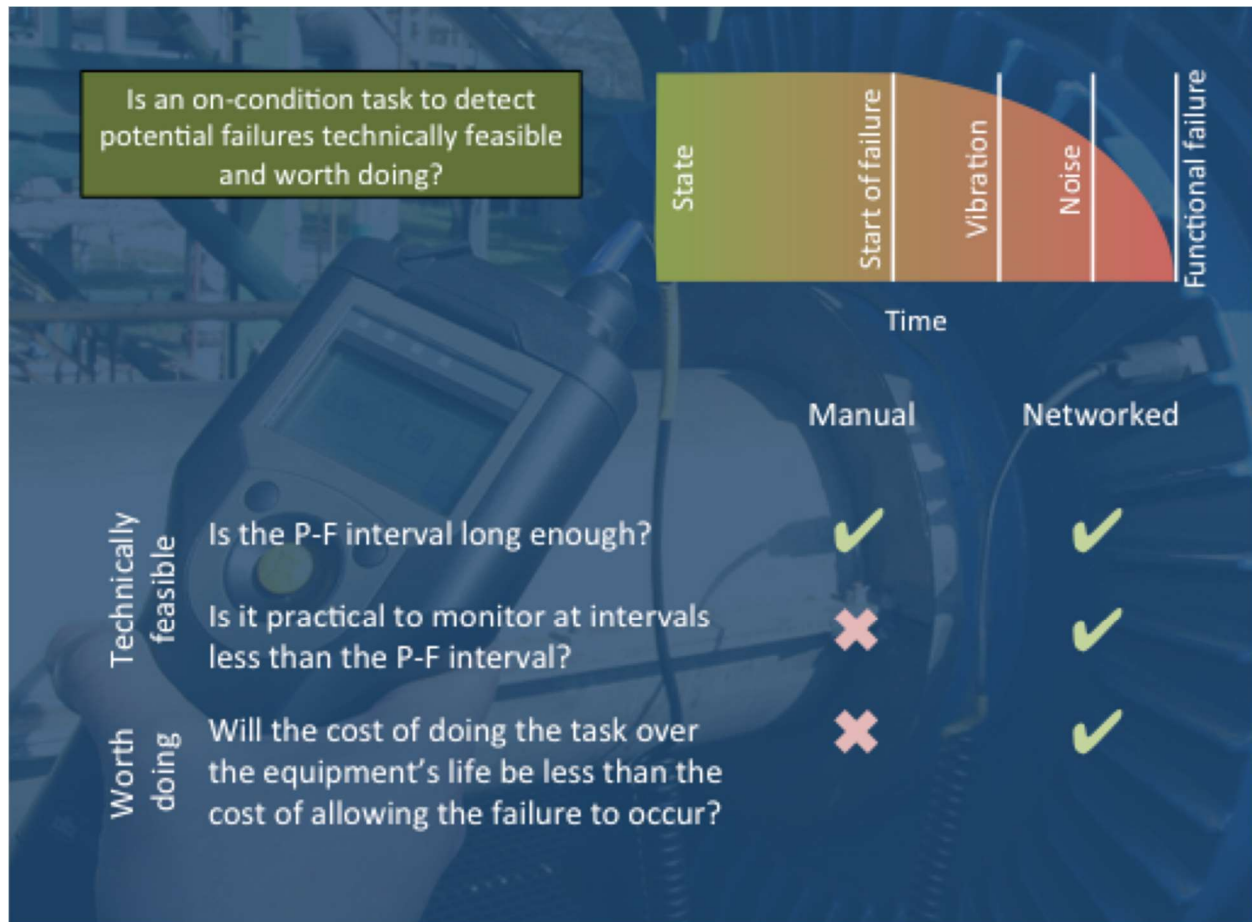 Is an on-condition task to detect
potential failures technically feasible
and worth doing?
State
Start of failure
Vibration
Noise
Functional failure
Time
Manual
Networked
Technically
feasible
Is the P-F interval long enough?
Is it practical to monitor at intervals
less than the P-F interval?
Worth
doing
Will the cost of doing the task over
the equipment’s life be less than the
cost of allowing the failure to occur?